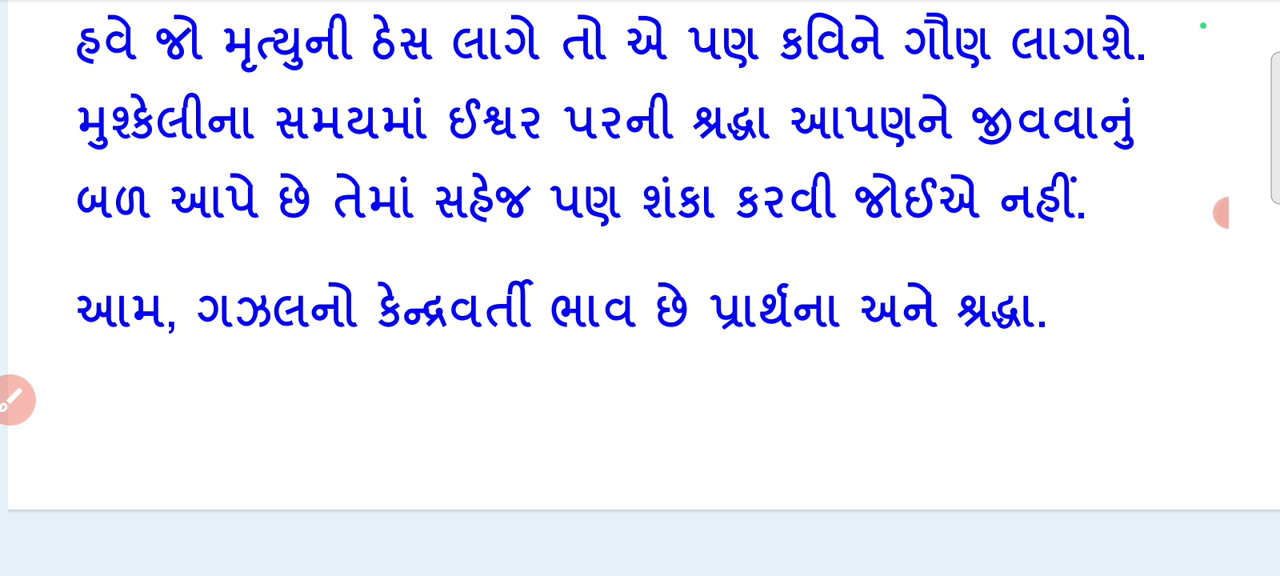 હવે જો મૃત્યુની ઠેસ લાગે તો એ પણ કવિને ગૌણ લાગશે.
મુશ્કેલીના સમયમાં ઈશ્વર પરની શ્રદ્ધા આપણને જીવવાનું
બળ આપે છે તેમાં સહેજ પણ શંકા કરવી જોઈએ નહીં.
આમ, ગઝલનો કેન્દ્રવર્તી ભાવ છે પ્રાર્થના અને શ્રદ્ધા.